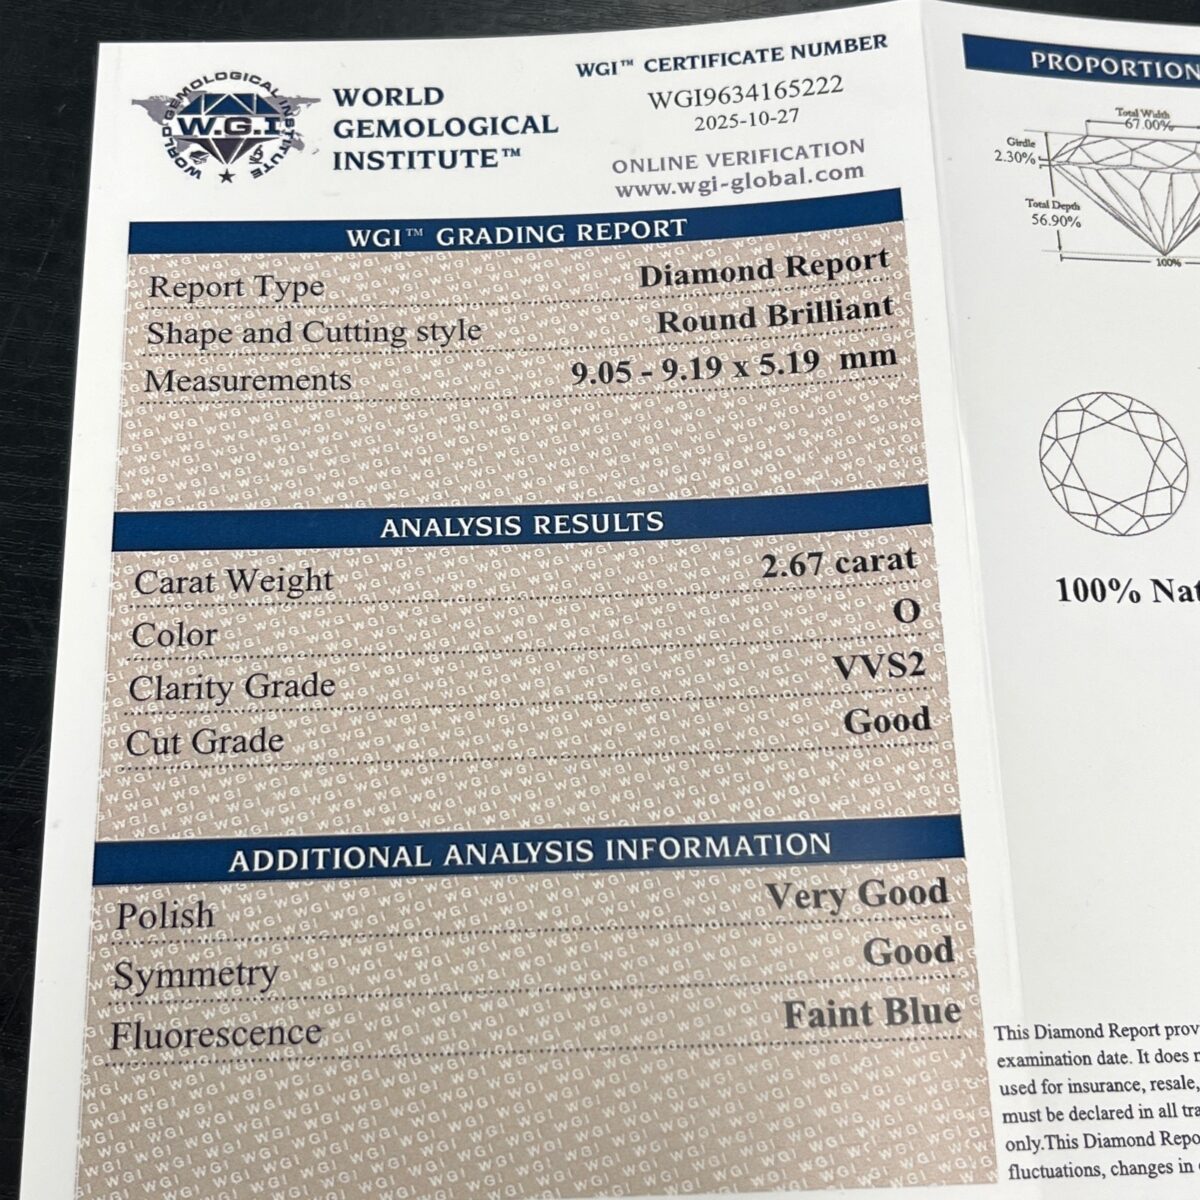 WORLD GEMOLOGICAL INSTITUTE
W.G.I
WORLD
GEMOLOGICAL
INSTITUTE™
WGI™ CERTIFICATE NUMBER
WGI9634165222
2025-10-27
ONLINE VERIFICATION
www.wgi-global.com
WGI™ GRADING REPORT
Report Type Diamond Report
Shape and Cutting style Round Brilliant
Measurements 9.05 - 9.19 x 5.19 mm
ANALYSIS RESULTS
Carat Weight 2.67 carat
Color O
Clarity Grade VVS2
Cut Grade Good
ADDITIONAL ANALYSIS INFORMATION
Polish Very Good
Symmetry Good
Fluorescence Faint Blue
PROPORTION
Total Width
67.00%
Girdle
2.30%
Total Depth
56.90%
100%
100% Nat
This Diamond Report prov
examination date. It does
used for insurance, resale,
must be declared in all tra
only.This Diamond Repo
fluctuations, changes in